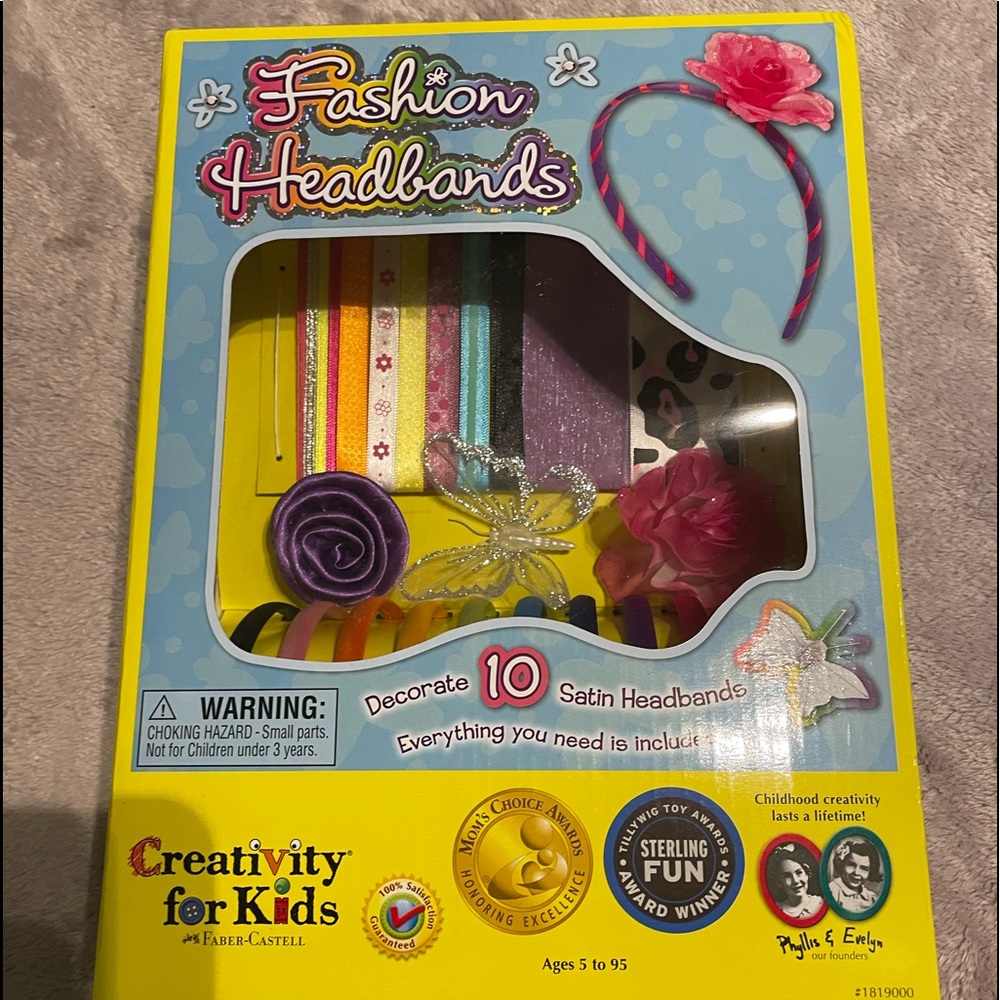 Fashion
Headbands
Decorate 10 Satin Headbands
Everything you need is include
WARNING:
CHOKING HAZARD - Small parts.
Not for Children under 3 years.
Creativity®
for Kids
FABER-CASTELL
100% Satisfaction
Guaranteed
MOM'S CHOICE AWARDS
HONORING EXCELLENCE
TILLYWIG TOY AWARDS
STERLING
FUN
AWARD WINNER
Childhood creativity
lasts a lifetime!
Phyllis & Evelyn
our founders
Ages 5 to 95
#1819000